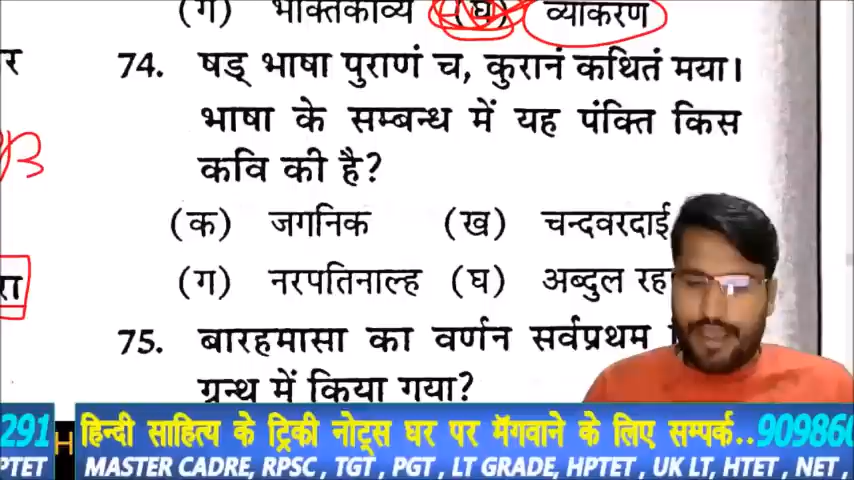 (ग) भक्तिकाव्य (घ) व्याकरण
74. षड् भाषा पुराणं च, कुरानं कथितं मया।
भाषा के सम्बन्ध में यह पंक्ति किस
कवि की है?
(क) जगनिक (ख) चन्दवरदाई
(ग) नरपतिनाल्ह (घ) अब्दुल रह
75. बारहमासा का वर्णन सर्वप्रथम
ग्रन्थ में किया गया?
291 H हिन्दी साहित्य के ट्रिकी नोट्स घर पर मँगवाने के लिए सम्पर्क..909860
PTET MASTER CADRE, RPSC, TGT, PGT, LT GRADE, HPTET, UK LT, HTET, NET,